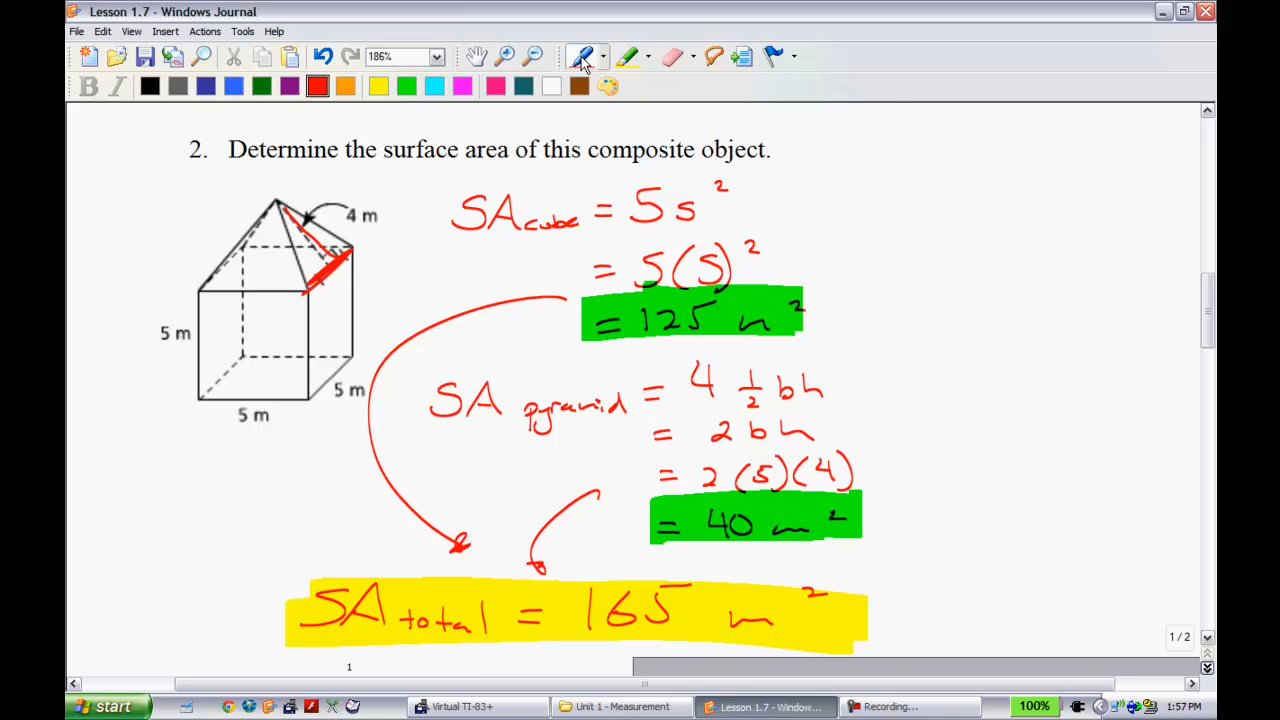 Lesson 1.7 - Windows Journal
File Edit View Insert Actions Tools Help
186%
B I
2. Determine the surface area of this composite object.
4 m
5 m
5 m
5 m
SA cube = 5s²
= 5(5)²
= 125 m²
SA pyramid = 4 1/2 bh
= 2bh
= 2(5)(4)
= 40 m²
SA total = 165 m²
1
1 / 2
start
Virtual TI-83+
Unit 1 - Measurement
Lesson 1.7 - Window...
Recording...
100%
1:57 PM